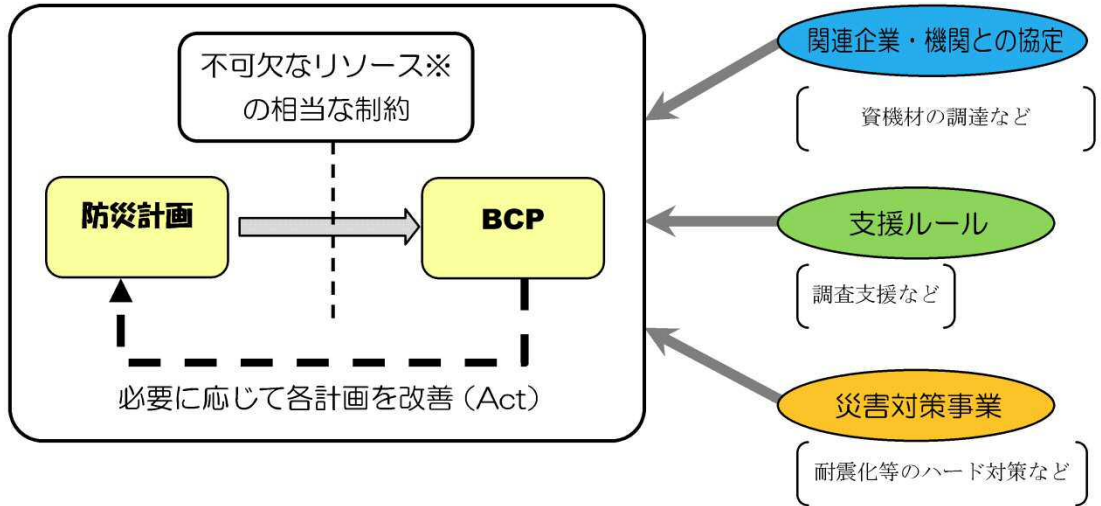 不可欠なリソース※
の相当な制約
防災計画
BCP
必要に応じて各計画を改善（Act）
関連企業・機関との協定
資機材の調達など
支援ルール
調査支援など
災害対策事業
耐震化等のハード対策など